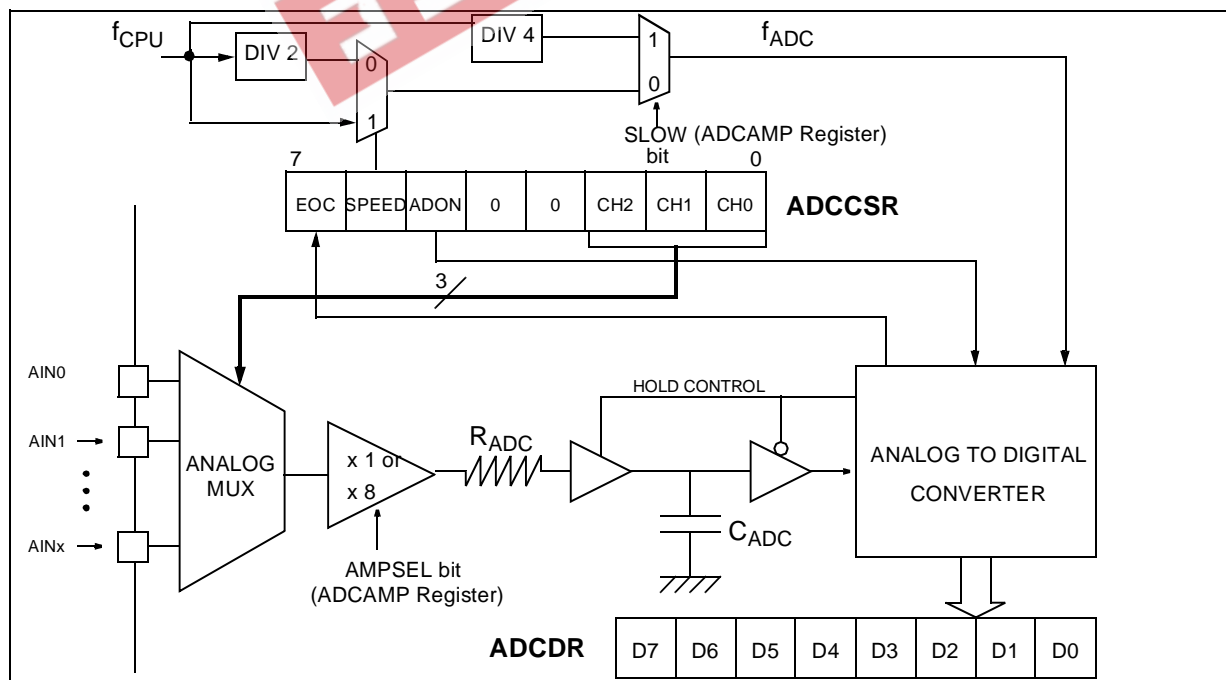 fCPU
DIV 2
DIV 4
0
1
1
0
fADC
SLOW (ADCAMP Register)
bit
7
0
EOC SPEED ADON 0 0 CH2 CH1 CH0
ADCCSR
3
AIN0
AIN1
AINx
ANALOG
MUX
x 1 or
x 8
AMPSEL bit
(ADCAMP Register)
RADC
HOLD CONTROL
CADC
ANALOG TO DIGITAL
CONVERTER
ADCDR
D7 D6 D5 D4 D3 D2 D1 D0